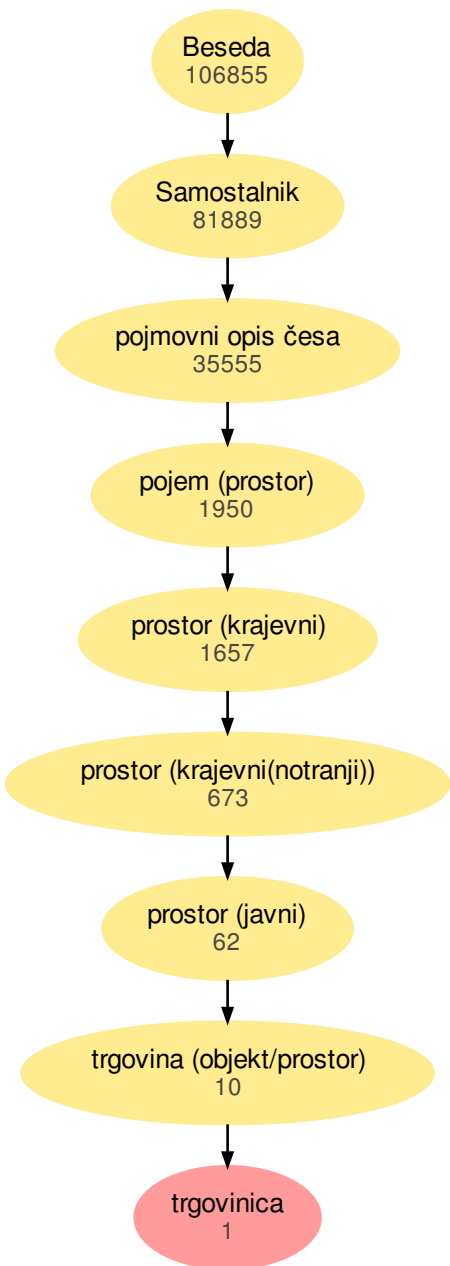 Beseda
106855
Samostalnik
81889
pojmovni opis česa
35555
pojem (prostor)
1950
prostor (krajevni)
1657
prostor (krajevni(notranji))
673
prostor (javni)
62
trgovina (objekt/prostor)
10
trgovinica
1